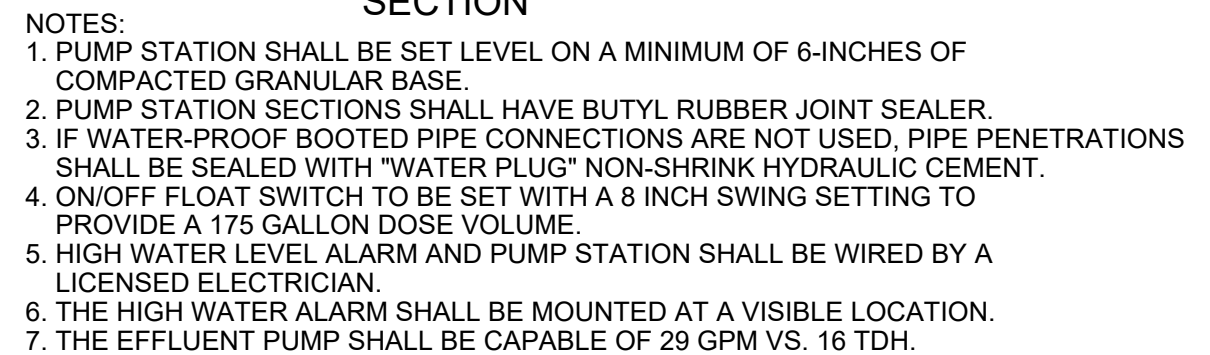 SECTION
NOTES:
1. PUMP STATION SHALL BE SET LEVEL ON A MINIMUM OF 6-INCHES OF
COMPACTED GRANULAR BASE.
2. PUMP STATION SECTIONS SHALL HAVE BUTYL RUBBER JOINT SEALER.
3. IF WATER-PROOF BOOTED PIPE CONNECTIONS ARE NOT USED, PIPE PENETRATIONS
SHALL BE SEALED WITH "WATER PLUG" NON-SHRINK HYDRAULIC CEMENT.
4. ON/OFF FLOAT SWITCH TO BE SET WITH A 8 INCH SWING SETTING TO
PROVIDE A 175 GALLON DOSE VOLUME.
5. HIGH WATER LEVEL ALARM AND PUMP STATION SHALL BE WIRED BY A
LICENSED ELECTRICIAN.
6. THE HIGH WATER ALARM SHALL BE MOUNTED AT A VISIBLE LOCATION.
7. THE EFFLUENT PUMP SHALL BE CAPABLE OF 29 GPM VS. 16 TDH.